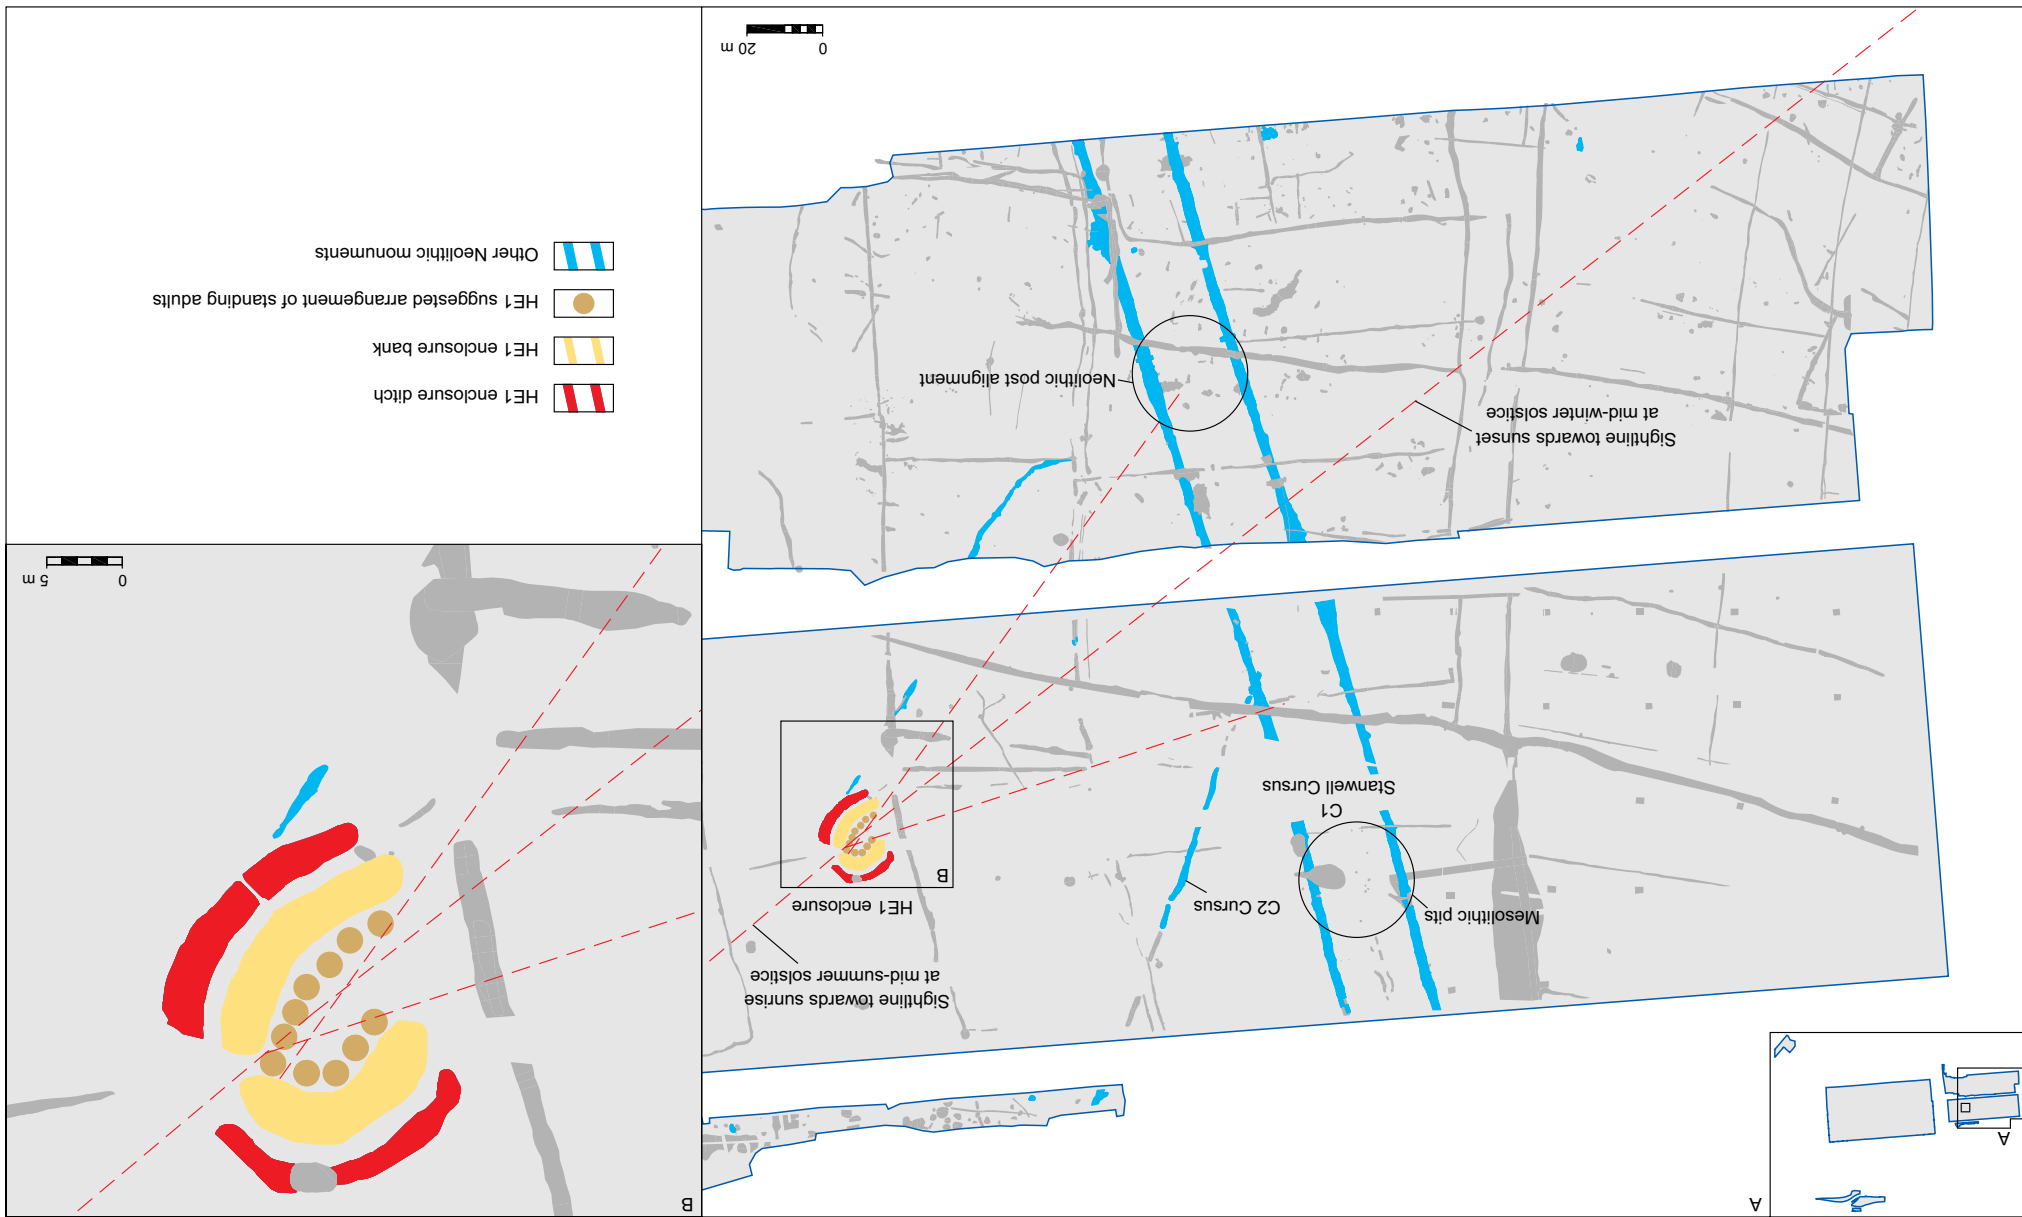 A
A
Sightline towards sunrise
at mid-summer solstice
HE1 enclosure
B
C2 Cursus
Mesolithic pits
C1
Stanwell Cursus
Sightline towards sunset
at mid-winter solstice
Neolithic post alignment
0 20 m
B
0 5 m
HE1 enclosure ditch
HE1 enclosure bank
HE1 suggested arrangement of standing adults
Other Neolithic monuments